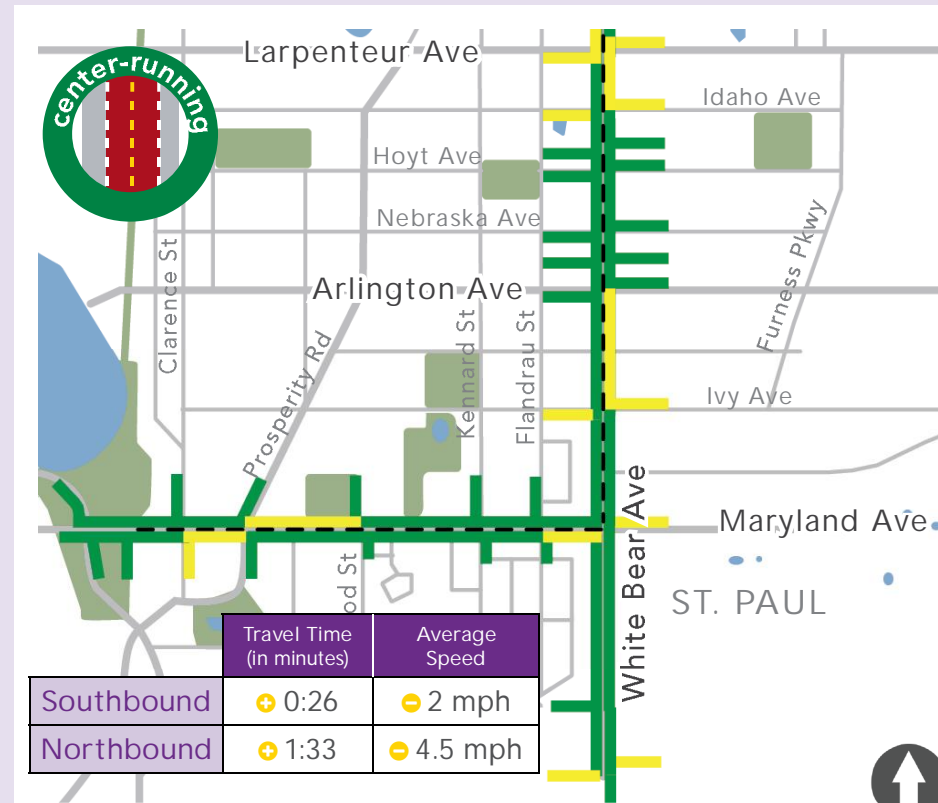 center-running
Larpenteur Ave
Idaho Ave
Hoyt Ave
Nebraska Ave
Clarence St
Arlington Ave
Furness Pkwy
Prosperity Rd
Kennard St
Flandrau St
Ivy Ave
White Bear Ave
Maryland Ave
ST. PAUL
od St
Travel Time
(in minutes)
Average
Speed
Southbound
+ 0:26
- 2 mph
Northbound
+ 1:33
- 4.5 mph